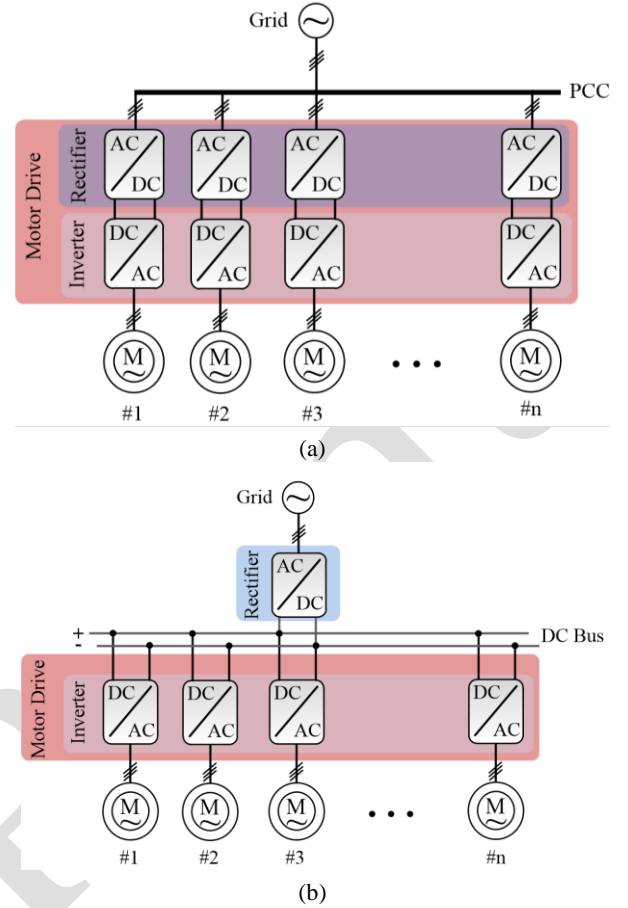 Grid
PCC
Motor Drive
Rectifier
AC DC AC DC AC DC AC DC
Inverter
DC AC DC AC DC AC DC AC
M M M M
#1 #2 #3 ••• #n
(a)
Grid
Rectifier
AC DC
+
-
DC Bus
Motor Drive
Inverter
DC AC DC AC DC AC DC AC
M M M M
#1 #2 #3 ••• #n
(b)